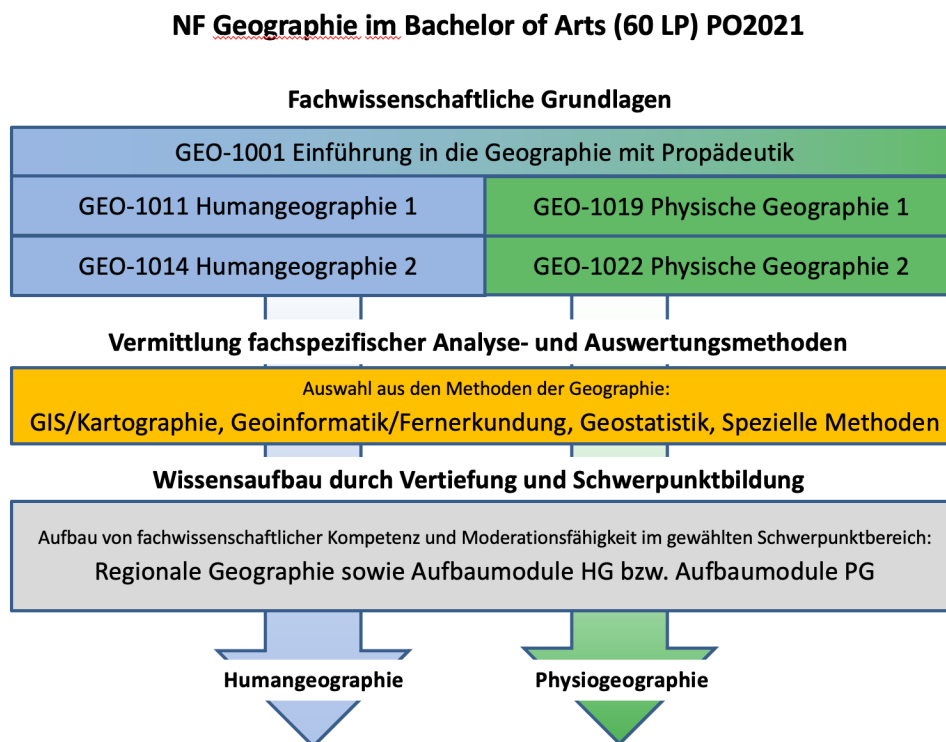 NF Geographie im Bachelor of Arts (60 LP) PO2021
Fachwissenschaftliche Grundlagen
GEO-1001 Einführung in die Geographie mit Propädeutik
GEO-1011 Humangeographie 1
GEO-1019 Physische Geographie 1
GEO-1014 Humangeographie 2
GEO-1022 Physische Geographie 2
Vermittlung fachspezifischer Analyse- und Auswertungsmethoden
Auswahl aus den Methoden der Geographie:
GIS/Kartographie, Geoinformatik/Fernerkundung, Geostatistik, Spezielle Methoden
Wissensaufbau durch Vertiefung und Schwerpunktbildung
Aufbau von fachwissenschaftlicher Kompetenz und Moderationsfähigkeit im gewählten Schwerpunktbereich:
Regionale Geographie sowie Aufbaumodule HG bzw. Aufbaumodule PG
Humangeographie
Physiogeographie